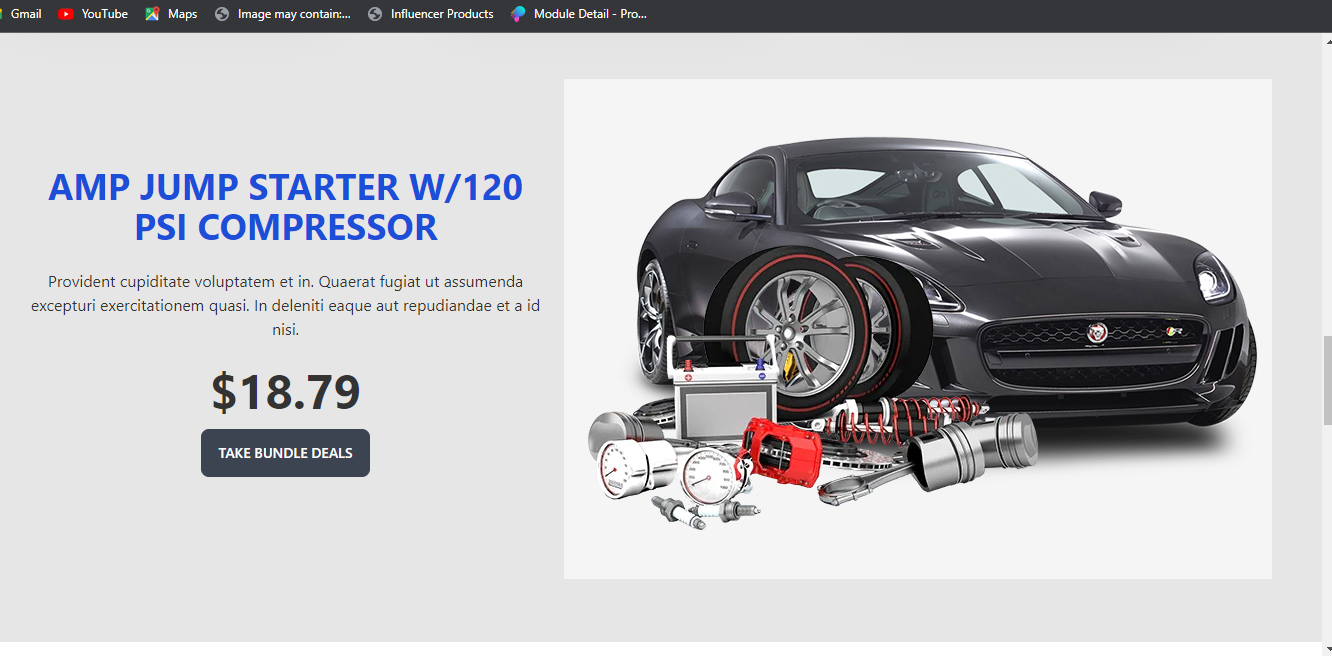 Gmail YouTube Maps Image may contain:... Influencer Products Module Detail - Pro...
AMP JUMP STARTER W/120
PSI COMPRESSOR
Provident cupiditate voluptatem et in. Quaerat fugiat ut assumenda
excepturi exercitationem quasi. In deleniti eaque aut repudiandae et a id
nisi.
$18.79
TAKE BUNDLE DEALS